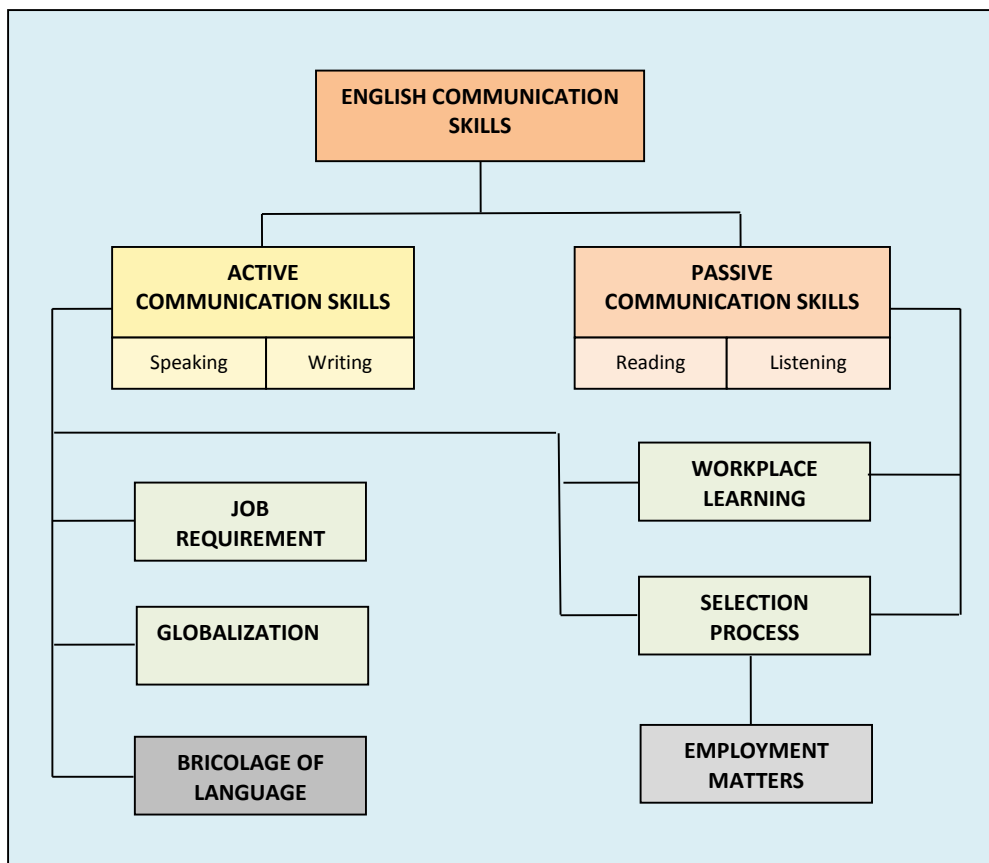 ENGLISH COMMUNICATION
SKILLS
ACTIVE
COMMUNICATION SKILLS
Speaking
Writing
PASSIVE
COMMUNICATION SKILLS
Reading
Listening
WORKPLACE
LEARNING
JOB
REQUIREMENT
SELECTION
PROCESS
GLOBALIZATION
EMPLOYMENT
MATTERS
BRICOLAGE OF
LANGUAGE